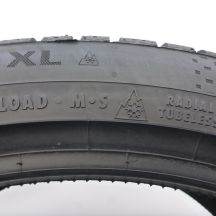 XL
LOAD · M·S
RADIAL
TUBELESS